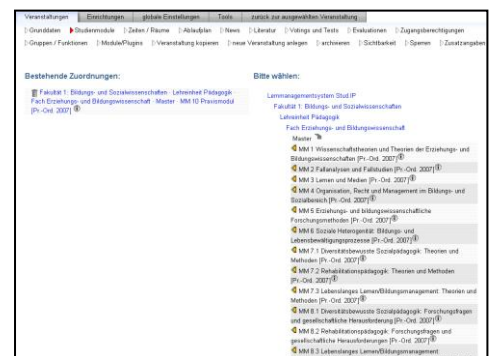 Veranstaltungen Einrichtungen globale Einstellungen Tools zurück zur ausgewählten Veranstaltung
Grunddaten Studienmodule Zeiten / Räume Ablaufplan News Literatur Votings und Tests Evaluationen Zugangsberechtigungen
Gruppen / Funktionen Module/Plugins Veranstaltung kopieren neue Veranstaltung anlegen archivieren Sichtbarkeit Sperren Zusatzangaben
Bestehende Zuordnungen:
Fakultät 1: Bildungs- und Sozialwissenschaften · Lehreinheit Pädagogik ·
Fach Erziehungs- und Bildungswissenschaft · Master · MM 10 Praxismodul
[Pr.-Ord. 2007]
Bitte wählen:
Lernmanagementsystem Stud.IP
Fakultät 1: Bildungs- und Sozialwissenschaften
Lehreinheit Pädagogik
Fach Erziehungs- und Bildungswissenschaft
Master
MM 1 Wissenschaftstheorien und Theorien der Erziehungs- und
Bildungswissenschaften [Pr.-Ord. 2007]
MM 2 Fallanalysen und Fallstudien [Pr.-Ord. 2007]
MM 3 Lernen und Medien [Pr.-Ord. 2007]
MM 4 Organisation, Recht und Management im Bildungs- und
Sozialbereich [Pr.-Ord. 2007]
MM 5 Erziehungs- und bildungswissenschaftliche
Forschungsmethoden [Pr.-Ord. 2007]
MM 6 Soziale Heterogenität: Bildungs- und
Lebensbewältigungsprozesse [Pr.-Ord. 2007]
MM 7.1 Diversitätsbewusste Sozialpädagogik: Theorien und
Methoden [Pr.-Ord. 2007]
MM 7.2 Rehabilitationspädagogik: Theorien und Methoden
[Pr.-Ord. 2007]
MM 7.3 Lebenslanges Lernen/Bildungsmanagement: Theorien und
Methoden [Pr.-Ord. 2007]
MM 8.1 Diversitätsbewusste Sozialpädagogik: Forschungsfragen
und gesellschaftliche Herausforderung [Pr.-Ord. 2007]
MM 8.2 Rehabilitationspädagogik: Forschungsfragen und
gesellschaftliche Herausforderungen [Pr.-Ord. 2007]
MM 8.3 Lebenslanges Lernen/Bildungsmanagement: